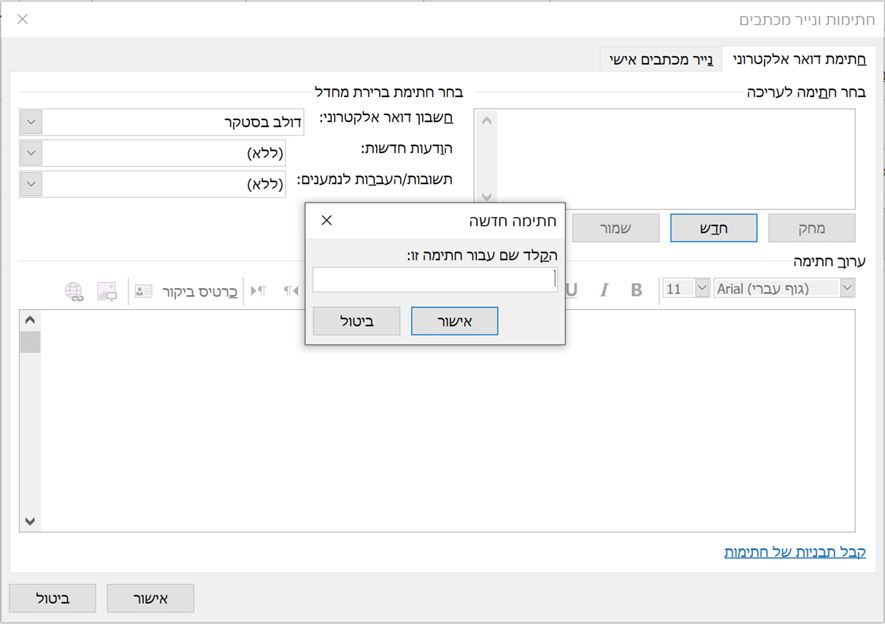 חתימות ונייר מכתבים
חתימת דואר אלקטרוני
נייר מכתבים אישי
בחר חתימה לעריכה
בחר חתימת ברירת מחדל
חשבון דואר אלקטרוני:
דולב בסטקר
הודעות חדשות:
(ללא)
תשובות/העברות לנמענים:
(ללא)
מחק
חדש
שמור
חתימה חדשה
הקלד שם עבור חתימה זו:
אישור
ביטול
ערוך חתימה
Arial (גוף עברי)
11
B
I
U
כרטיס ביקור
קבל תבניות של חתימות
אישור
ביטול